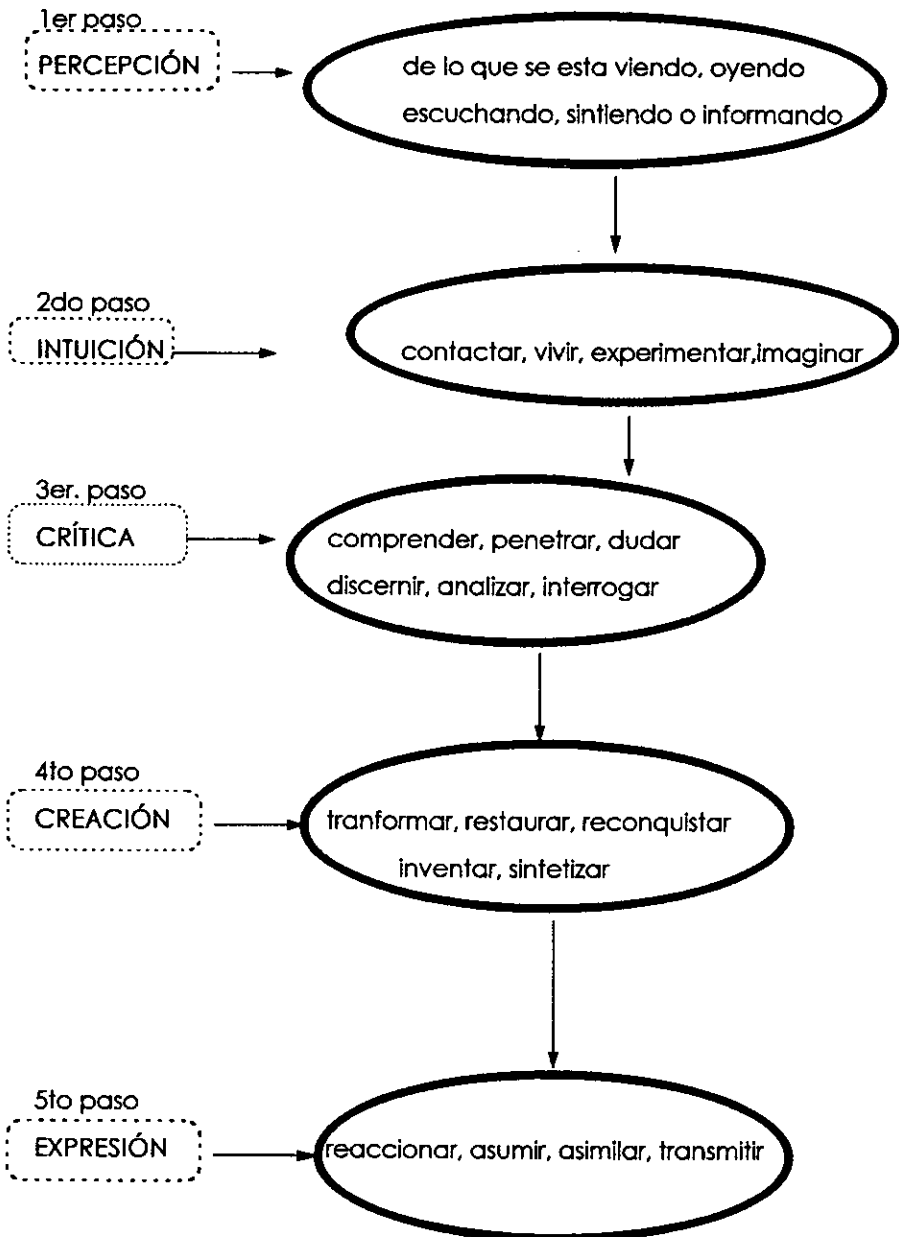 1er paso
PERCEPCIÓN
de lo que se esta viendo, oyendo
escuchando, sintiendo o informando
2do paso
INTUICIÓN
contactar, vivir, experimentar,imaginar
3er. paso
CRÍTICA
comprender, penetrar, dudar
discernir, analizar, interrogar
4to paso
CREACIÓN
tranformar, restaurar, reconquistar
inventar, sintetizar
5to paso
EXPRESIÓN
reaccionar, asumir, asimilar, transmitir